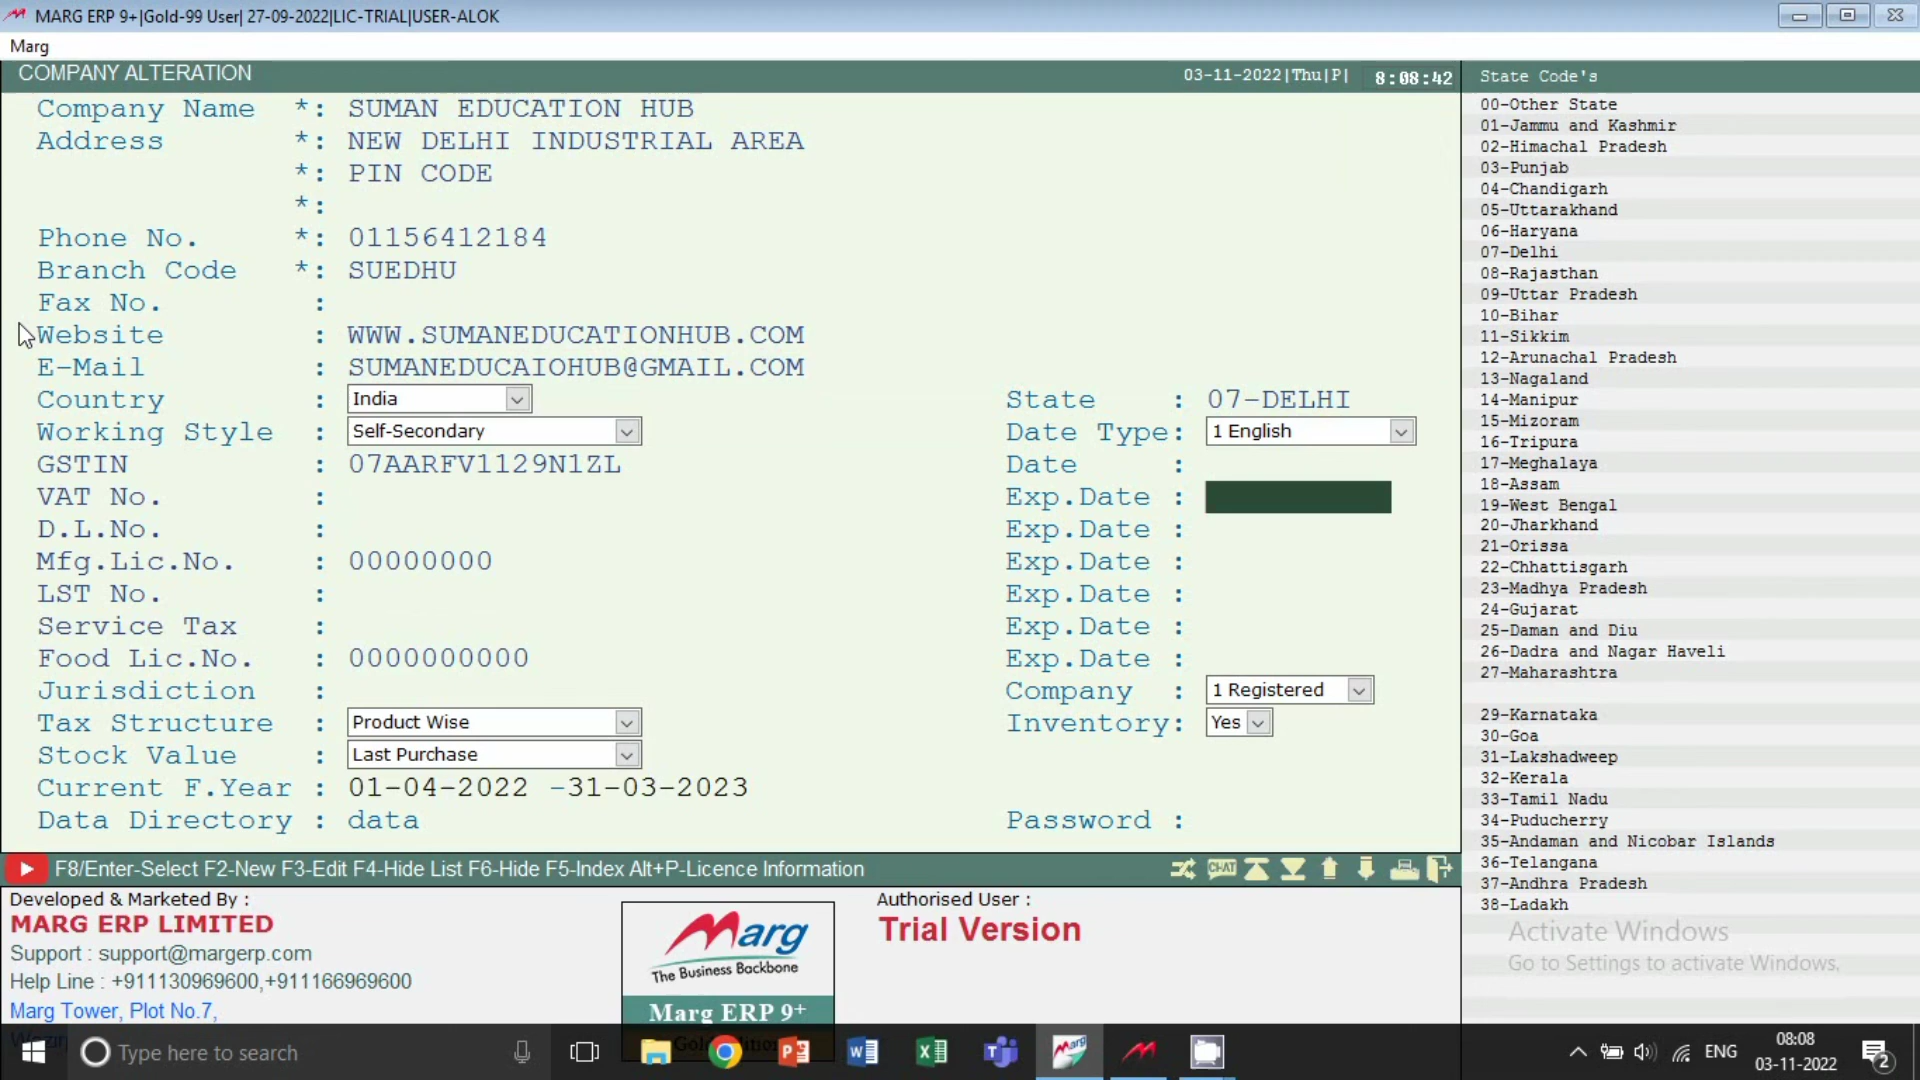 MARG ERP 9+|Gold-99 User| 27-09-2022|LIC-TRIAL|USER-ALOK
Marg
COMPANY ALTERATION 03-11-2022|Thu|P| 8:08:42
Company Name *: SUMAN EDUCATION HUB
Address *: NEW DELHI INDUSTRIAL AREA
*: PIN CODE
*:
Phone No. *: 01156412184
Branch Code *: SUEDHU
Fax No. :
Website : WWW.SUMANEDUCATIONHUB.COM
E-Mail : SUMANEDUCAIOHUB@GMAIL.COM
Country : India State : 07-DELHI
Working Style : Self-Secondary Date Type: 1 English
GSTIN : 07AARFV1129N1ZL Date :
VAT No. : Exp.Date :
D.L.No. : Exp.Date :
Mfg.Lic.No. : 00000000 Exp.Date :
LST No. : Exp.Date :
Service Tax : Exp.Date :
Food Lic.No. : 0000000000 Exp.Date :
Jurisdiction : Company : 1 Registered
Tax Structure : Product Wise Inventory: Yes
Stock Value : Last Purchase
Current F.Year : 01-04-2022 -31-03-2023
Data Directory : data Password :
State Code's
00-Other State
01-Jammu and Kashmir
02-Himachal Pradesh
03-Punjab
04-Chandigarh
05-Uttarakhand
06-Haryana
07-Delhi
08-Rajasthan
09-Uttar Pradesh
10-Bihar
11-Sikkim
12-Arunachal Pradesh
13-Nagaland
14-Manipur
15-Mizoram
16-Tripura
17-Meghalaya
18-Assam
19-West Bengal
20-Jharkhand
21-Orissa
22-Chhattisgarh
23-Madhya Pradesh
24-Gujarat
25-Daman and Diu
26-Dadra and Nagar Haveli
27-Maharashtra
29-Karnataka
30-Goa
31-Lakshadweep
32-Kerala
33-Tamil Nadu
34-Puducherry
35-Andaman and Nicobar Islands
36-Telangana
37-Andhra Pradesh
38-Ladakh
Activate Windows
Go to Settings to activate Windows.
F8/Enter-Select F2-New F3-Edit F4-Hide List F6-Hide F5-Index Alt+P-Licence Information
CHAT
Developed & Marketed By :
MARG ERP LIMITED
Support : support@margerp.com
Help Line : +911130969600,+911166969600
Marg Tower, Plot No.7,
Marg
The Business Backbone
Marg ERP 9+
Authorised User :
Trial Version
Type here to search
ENG
08:08
03-11-2022
2